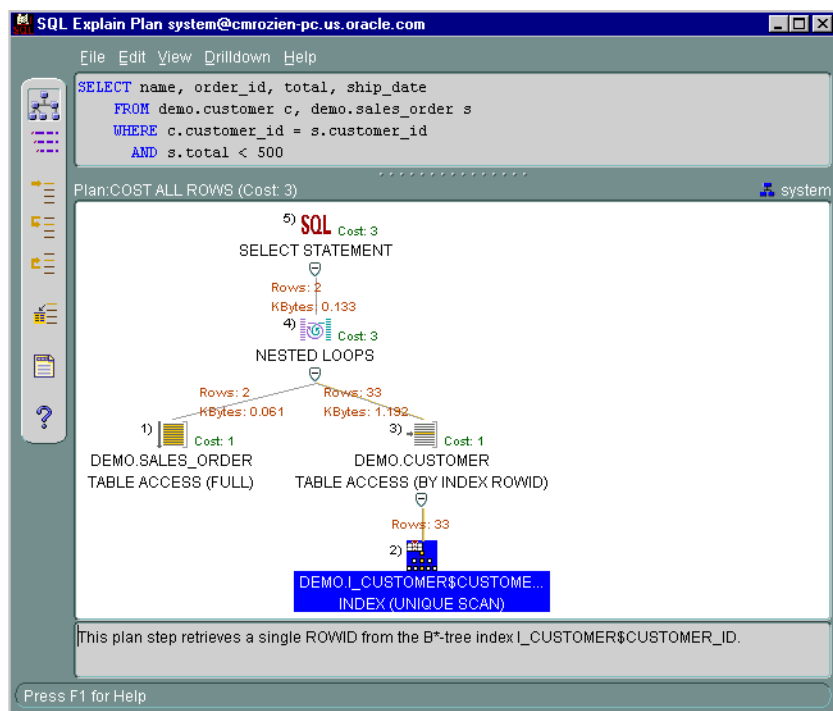 SQL Explain Plan system@cmrozien-pc.us.oracle.com
File Edit View Drilldown Help
SELECT name, order_id, total, ship_date
FROM demo.customer c, demo.sales_order s
WHERE c.customer_id = s.customer_id
AND s.total < 500
Plan:COST ALL ROWS (Cost: 3)
system
5) SQL Cost: 3
SELECT STATEMENT
Rows: 2
KBytes: 0.133
4) Cost: 3
NESTED LOOPS
Rows: 2 Rows: 33
KBytes: 0.061 KBytes: 1.192
1) Cost: 1 3) Cost: 1
DEMO.SALES_ORDER DEMO.CUSTOMER
TABLE ACCESS (FULL) TABLE ACCESS (BY INDEX ROWID)
Rows: 33
2)
DEMO.I_CUSTOMER$CUSTOME...
INDEX (UNIQUE SCAN)
This plan step retrieves a single ROWID from the B*-tree index I_CUSTOMER$CUSTOMER_ID.
Press F1 for Help